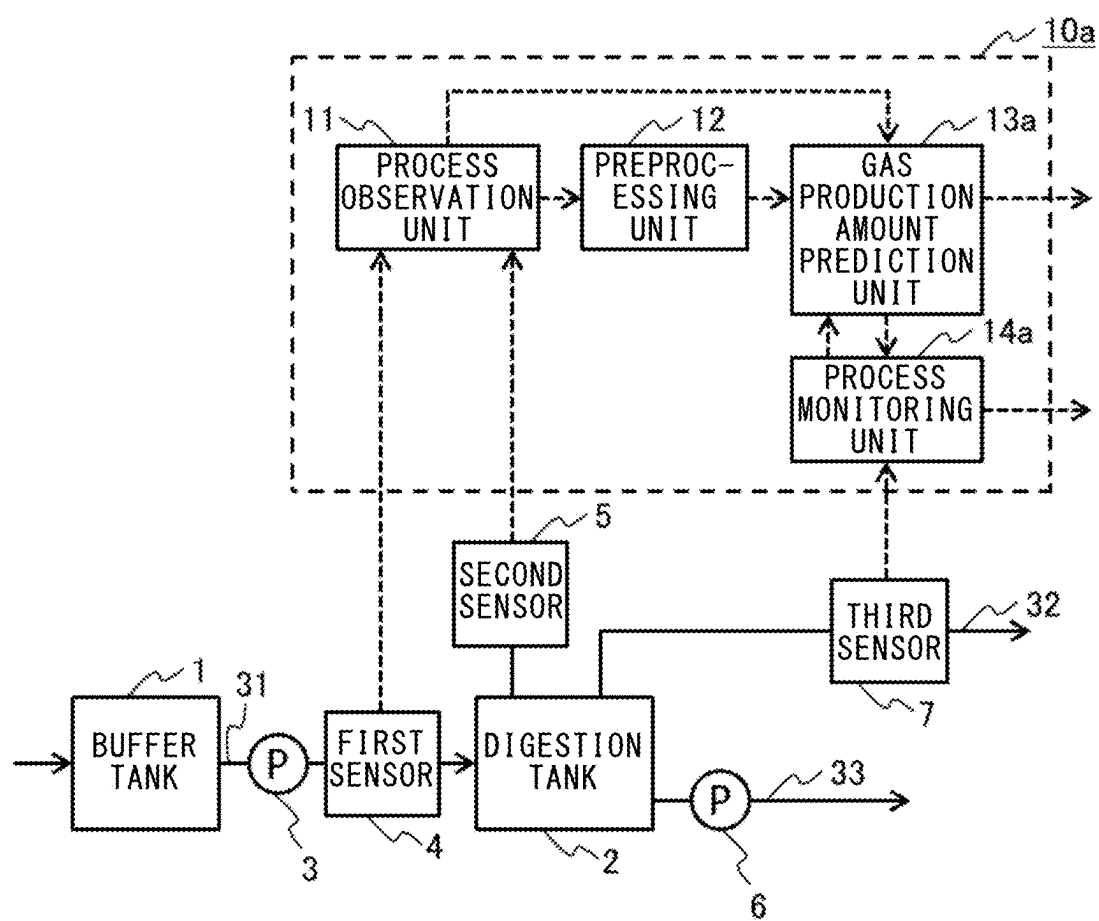 10a
11
PROCESS
OBSERVATION
UNIT
12
PREPROC-
ESSING
UNIT
13a
GAS
PRODUCTION
AMOUNT
PREDICTION
UNIT
14a
PROCESS
MONITORING
UNIT
5
SECOND
SENSOR
THIRD
SENSOR
32
7
1
BUFFER
TANK
31
P
3
FIRST
SENSOR
4
DIGESTION
TANK
2
P
6
33